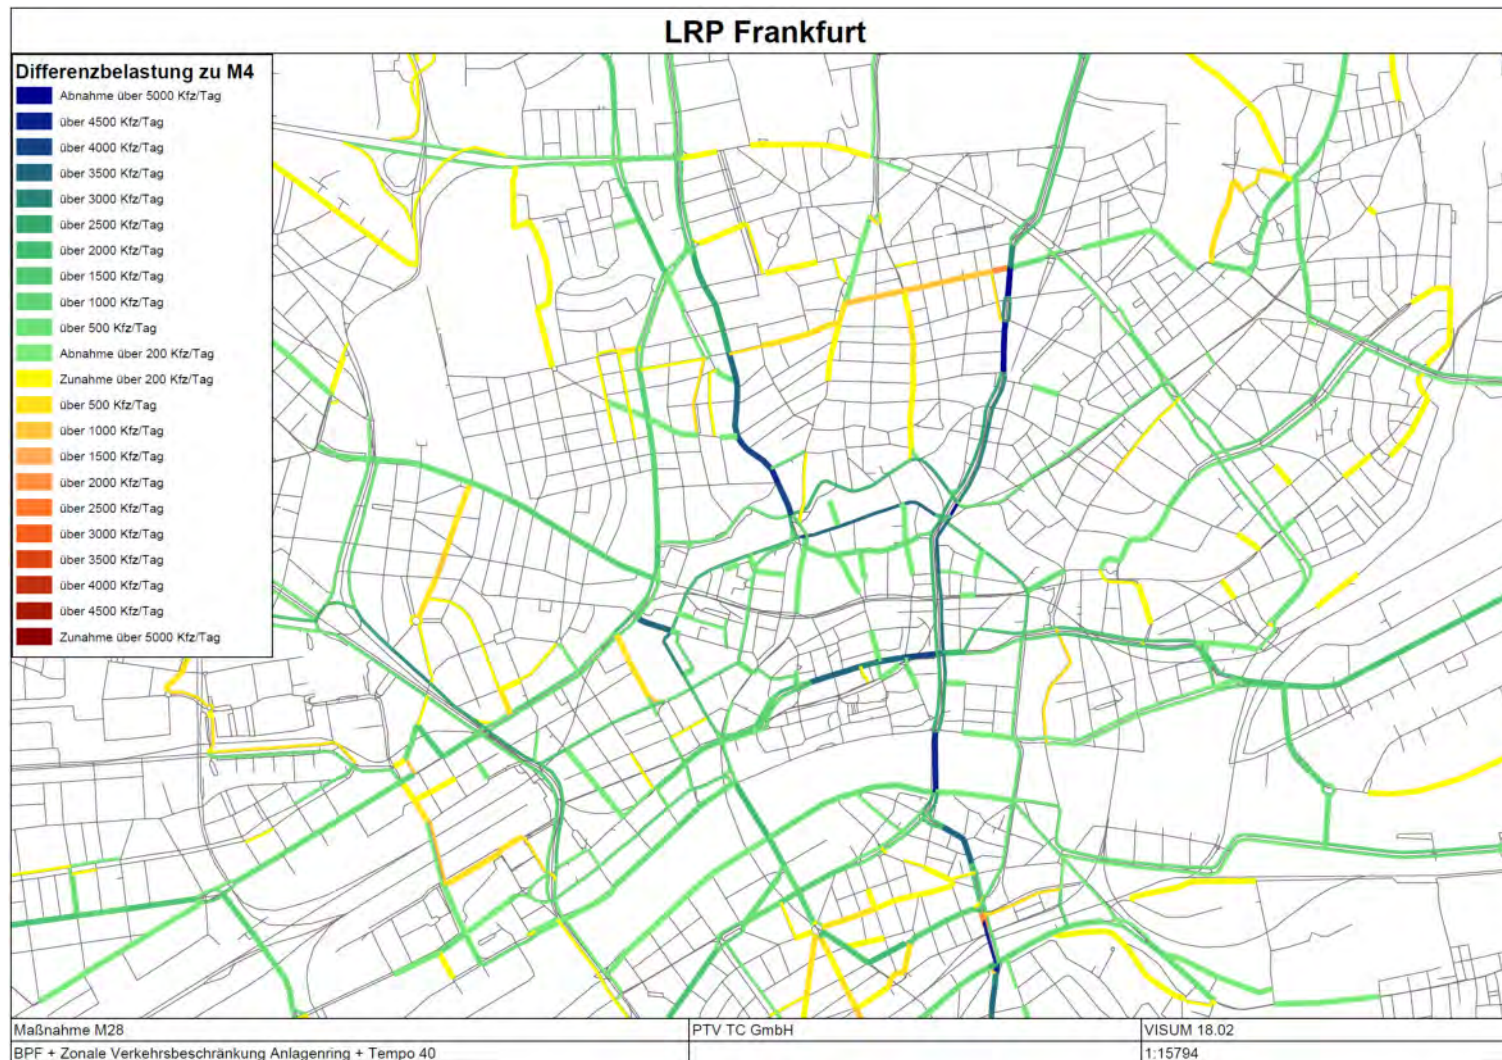 LRP Frankfurt
Differenzbelastung zu M4
Abnahme über 5000 Kfz/Tag
über 4500 Kfz/Tag
über 4000 Kfz/Tag
über 3500 Kfz/Tag
über 3000 Kfz/Tag
über 2500 Kfz/Tag
über 2000 Kfz/Tag
über 1500 Kfz/Tag
über 1000 Kfz/Tag
über 500 Kfz/Tag
Abnahme über 200 Kfz/Tag
Zunahme über 200 Kfz/Tag
über 500 Kfz/Tag
über 1000 Kfz/Tag
über 1500 Kfz/Tag
über 2000 Kfz/Tag
über 2500 Kfz/Tag
über 3000 Kfz/Tag
über 3500 Kfz/Tag
über 4000 Kfz/Tag
über 4500 Kfz/Tag
Zunahme über 5000 Kfz/Tag
Maßnahme M28
PTV TC GmbH
VISUM 18.02
BPF + Zonale Verkehrsbeschränkung Anlagenring + Tempo 40
1:15794